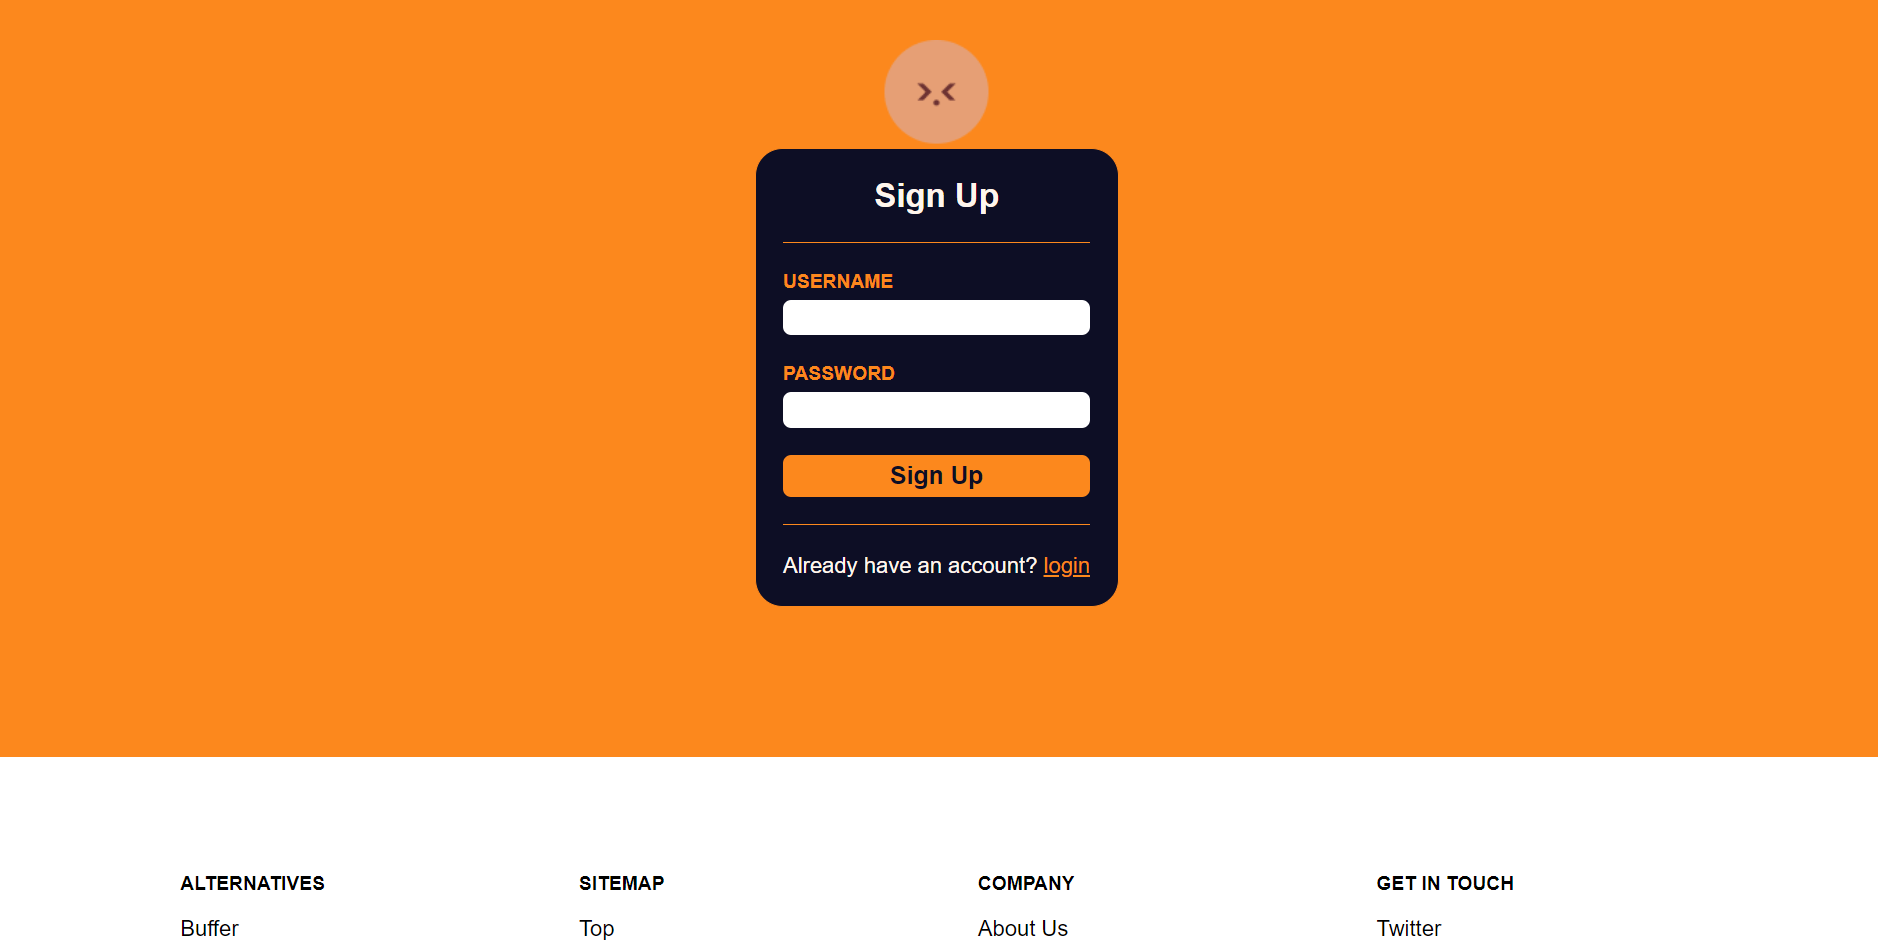 Sign Up
USERNAME
PASSWORD
Sign Up
Already have an account? login
ALTERNATIVES
Buffer
SITEMAP
Top
COMPANY
About Us
GET IN TOUCH
Twitter